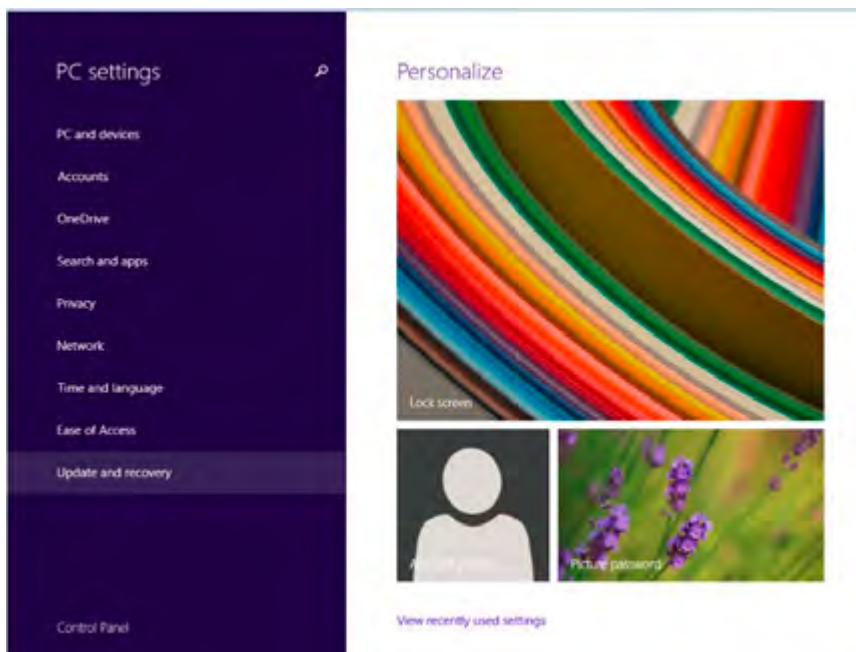 PC settings
PC and devices
Accounts
OneDrive
Search and apps
Privacy
Network
Time and language
Ease of Access
Update and recovery
Control Panel
Personalize
Lock screen
Picture password
View recently used settings